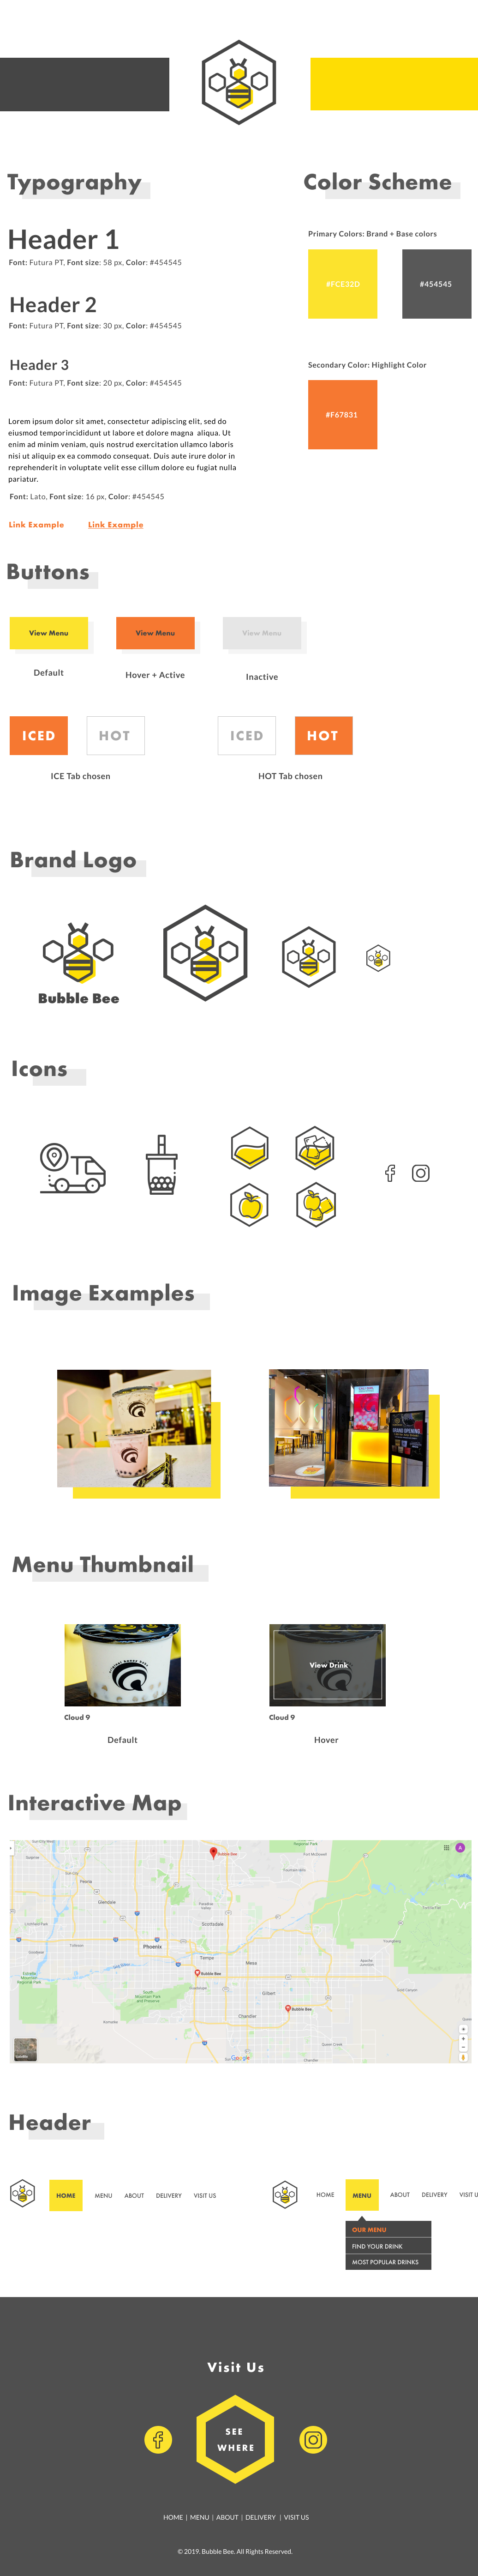 Typography
Color Scheme
Header 1
Font: Futura PT, Font size: 58 px, Color: #454545
Header 2
Font: Futura PT, Font size: 30 px, Color: #454545
Header 3
Font: Futura PT, Font size: 20 px, Color: #454545
Lorem ipsum dolor sit amet, consectetur adipiscing elit, sed do
eiusmod temporincididunt ut labore et dolore magna aliqua. Ut
enim ad minim veniam, quis nostrud exercitation ullamco laboris
nisi ut aliquip ex ea commodo consequat. Duis aute irure dolor in
reprehenderit in voluptate velit esse cillum dolore eu fugiat nulla
pariatur.
Font: Lato, Font size: 16 px, Color: #454545
Link Example Link Example
Primary Colors: Brand + Base colors
#FCE32D
#454545
Secondary Color: Highlight Color
#F67831
Buttons
View Menu
View Menu
View Menu
Default
Hover + Active
Inactive
ICED
HOT
ICED
HOT
ICE Tab chosen
HOT Tab chosen
Brand Logo
Bubble Bee
Icons
Image Examples
GRAND OPENING
Menu Thumbnail
View Drink
Cloud 9
Cloud 9
Default
Hover
Interactive Map
Bubble Bee
Peoria
Glendale
Scottsdale
Phoenix
Tempe
Mesa
Bubble Bee
Gilbert
Bubble Bee
Chandler
Queen Creek
Google
A
Header
HOME MENU ABOUT DELIVERY VISIT US
HOME MENU ABOUT DELIVERY VISIT U
OUR MENU
FIND YOUR DRINK
MOST POPULAR DRINKS
Visit Us
SEE
WHERE
HOME | MENU | ABOUT | DELIVERY | VISIT US
© 2019. Bubble Bee. All Rights Reserved.